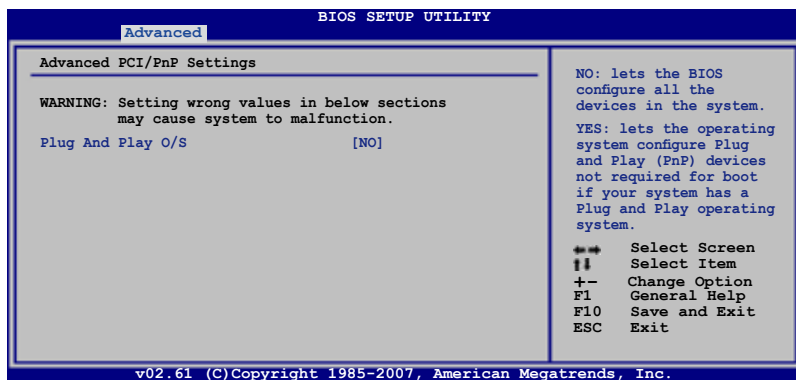 BIOS SETUP UTILITY
Advanced
Advanced PCI/PnP Settings
WARNING: Setting wrong values in below sections
may cause system to malfunction.
Plug And Play O/S [NO]
NO: lets the BIOS
configure all the
devices in the system.
YES: lets the operating
system configure Plug
and Play (PnP) devices
not required for boot
if your system has a
Plug and Play operating
system.
←→ Select Screen
↑↓ Select Item
+- Change Option
F1 General Help
F10 Save and Exit
ESC Exit
v02.61 (C)Copyright 1985-2007, American Megatrends, Inc.